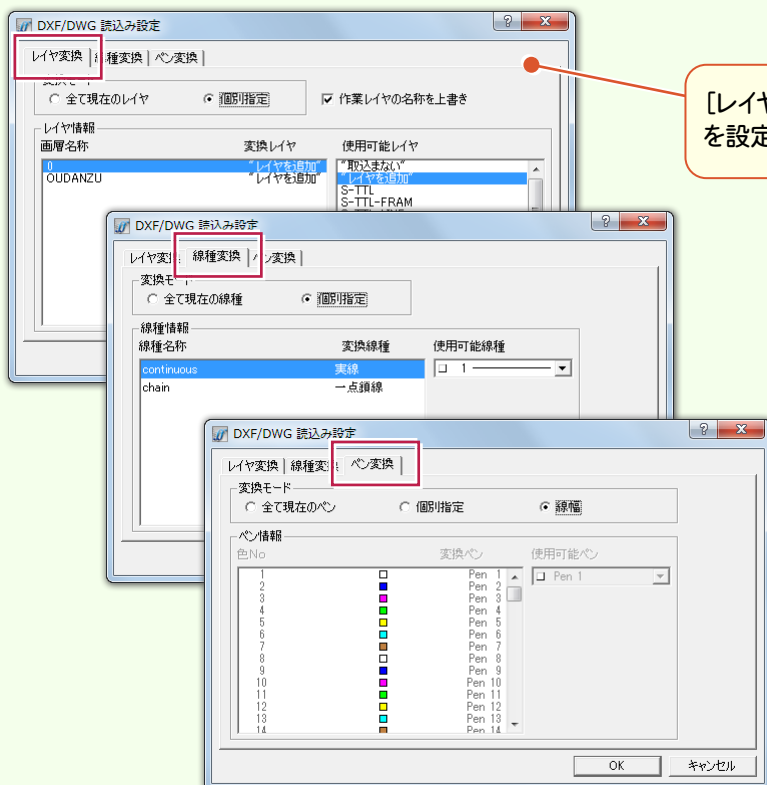 DXF/DWG 読込み設定
レイヤ変換 線種変換 ペン変換
変換モード
全て現在のレイヤ 個別指定 作業レイヤの名称を上書き
レイヤ情報
画層名称 変換レイヤ 使用可能レイヤ
0 "レイヤを追加" "取込まない"
OUDANZU "レイヤを追加" "レイヤを追加"
S-TTL
S-TTL-FRAM
[レイヤ
を設定
DXF/DWG 読込み設定
レイヤ変換 線種変換 ペン変換
変換モード
全て現在の線種 個別指定
線種情報
線種名称 変換線種 使用可能線種
continuous 実線 1
chain 一点鎖線
DXF/DWG 読込み設定
レイヤ変換 線種変換 ペン変換
変換モード
全て現在のペン 個別指定 線幅
ペン情報
色No 変換ペン 使用可能ペン
1 Pen 1 Pen 1
2 Pen 2
3 Pen 3
4 Pen 4
5 Pen 5
6 Pen 6
7 Pen 7
8 Pen 8
9 Pen 9
10 Pen 10
11 Pen 11
12 Pen 12
13 Pen 13
14 Pen 14
OK キャンセル